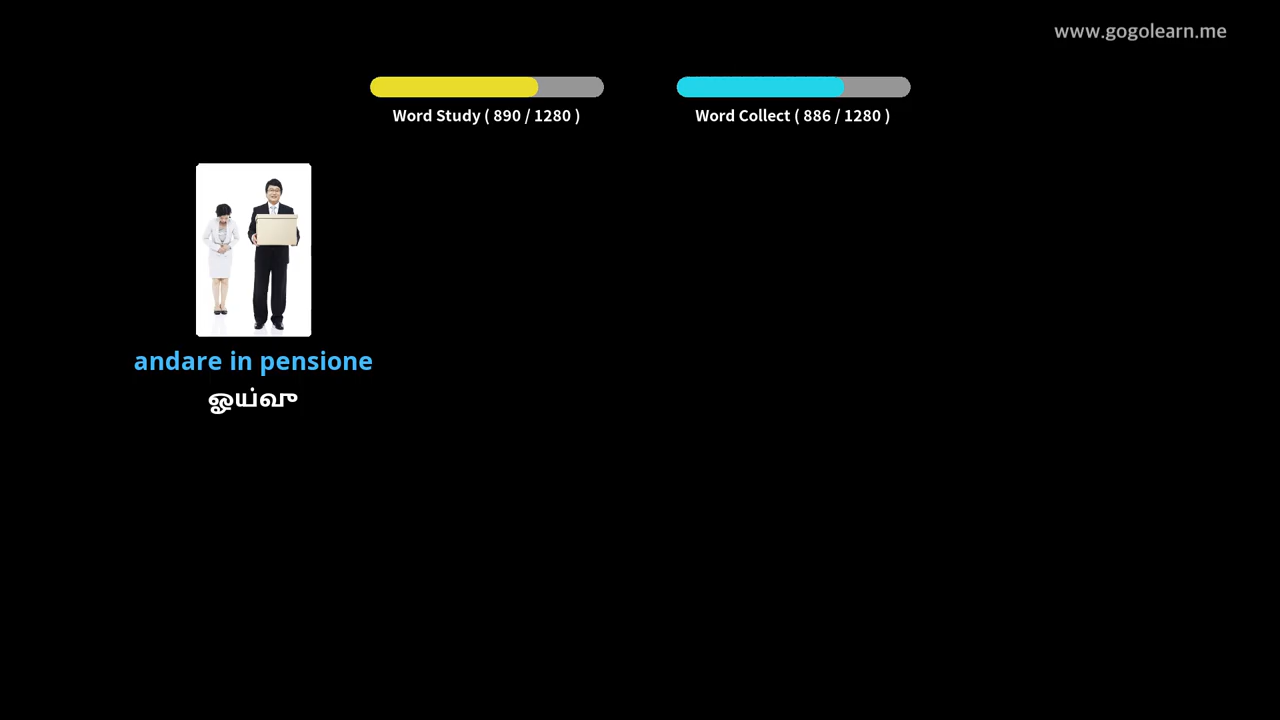 www.gogolearn.me
Word Study ( 890 / 1280 )
Word Collect ( 886 / 1280 )
andare in pensione
ஓய்வு